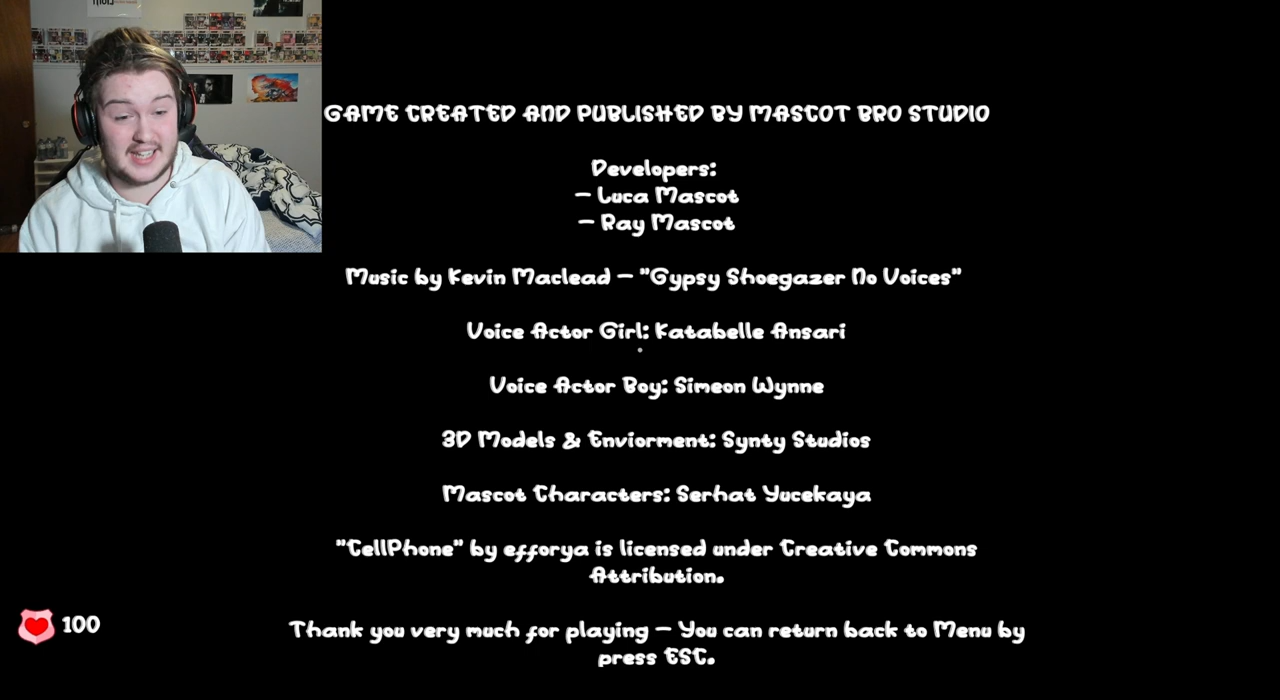 GAME CREATED AND PUBLISHED BY MASCOT BRO STUDIO
Developers:
- Luca Mascot
- Ray Mascot
Music by Kevin Maclead - "Gypsy Shoegazer No Voices"
Voice Actor Girl: Katabelle Ansari
Voice Actor Boy: Simeon Wynne
3D Models & Enviorment: Synty Studios
Mascot Characters: Serhat Yucekaya
"CellPhone" by efforya is licensed under Creative Commons
Attribution.
Thank you very much for playing - You can return back to Menu by
press ESC.
100